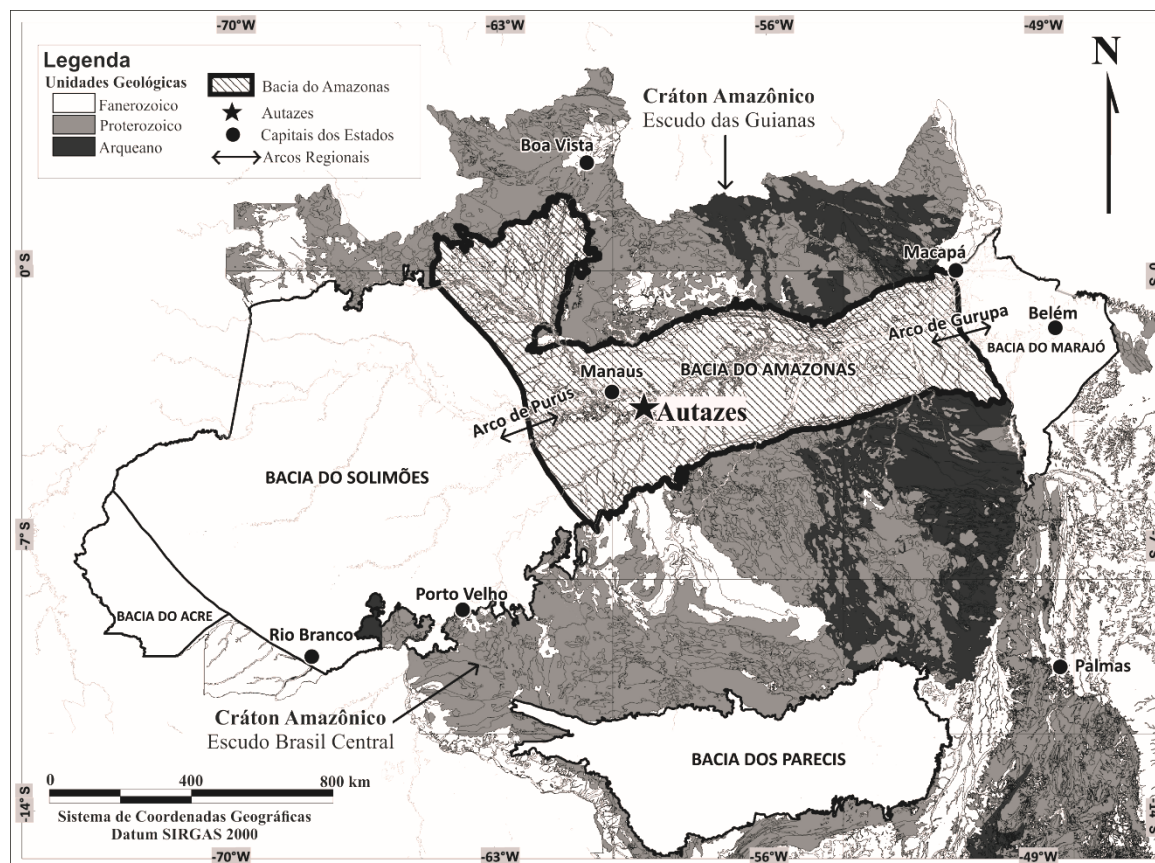 -70°W
-63°W
-56°W
-49°W
Legenda
Unidades Geológicas
Fanerozoico
Proterozoico
Arqueano
Bacia do Amazonas
Autazes
Capitais dos Estados
Arcos Regionais
N
Cráton Amazônico
Escudo das Guianas
Boa Vista
Macapá
0° S
0° S
Arco de Gurupa
Belém
BACIA DO MARAJÓ
BACIA DO AMAZONAS
Manaus
Autazes
Arco de Purus
BACIA DO SOLIMÕES
-7° S
-7° S
Porto Velho
BACIA DO ACRE
Rio Branco
Palmas
Cráton Amazônico
Escudo Brasil Central
BACIA DOS PARECIS
0 400 800 km
Sistema de Coordenadas Geográficas
Datum SIRGAS 2000
-14° S
-14° S
-70°W
-63°W
-56°W
-49°W